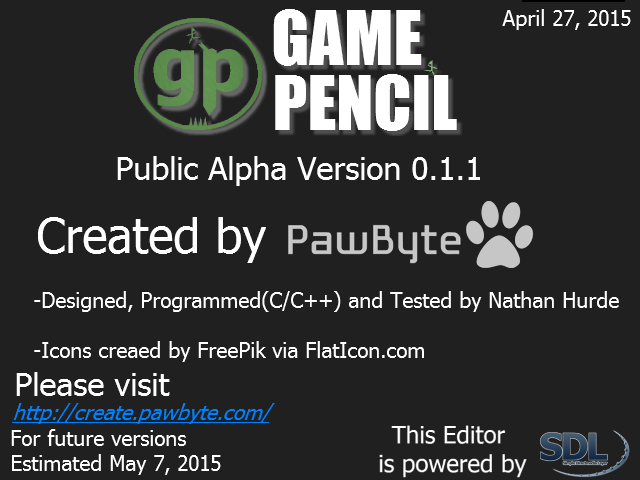 April 27, 2015
gp
GAME
PENCIL
Public Alpha Version 0.1.1
Created by PawByte
-Designed, Programmed(C/C++) and Tested by Nathan Hurde
-Icons creaed by FreePik via FlatIcon.com
Please visit
http://create.pawbyte.com/
For future versions
Estimated May 7, 2015
This Editor
is powered by SDL